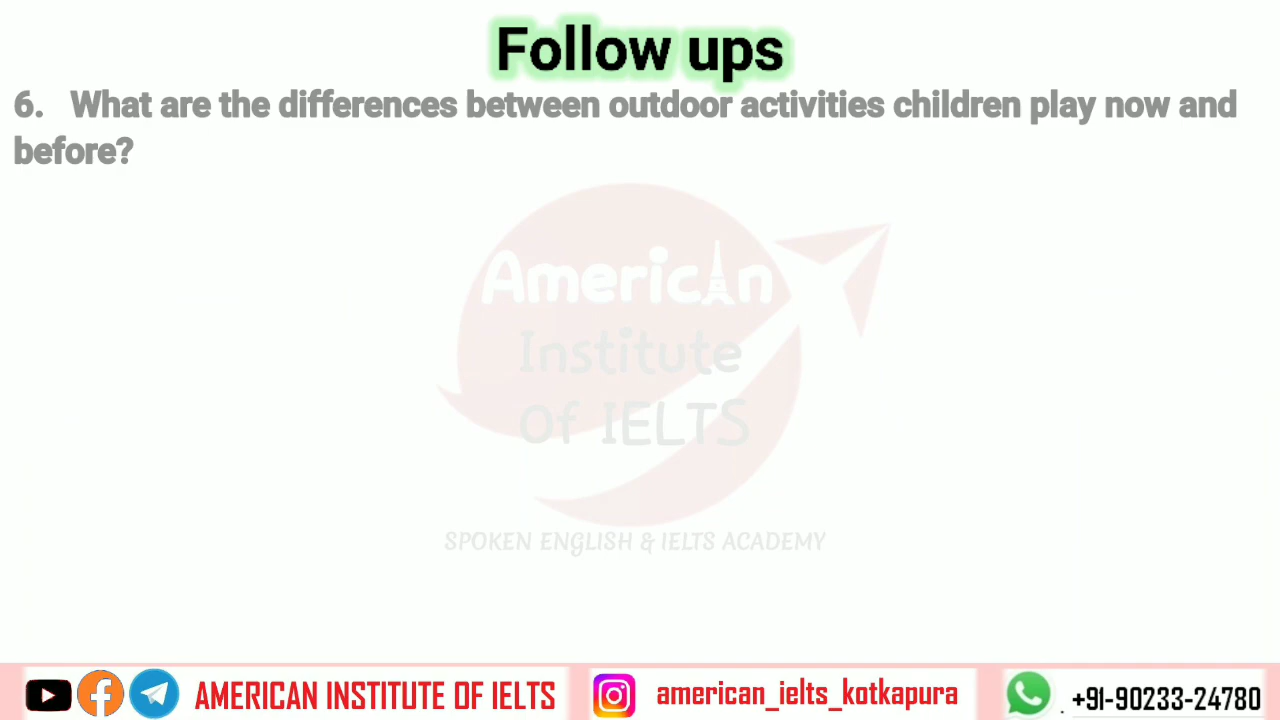 Follow ups
6. What are the differences between outdoor activities children play now and
before?
American
Institute
Of IELTS
SPOKEN ENGLISH & IELTS ACADEMY
AMERICAN INSTITUTE OF IELTS american_ielts_kotkapura . +91-90233-24780